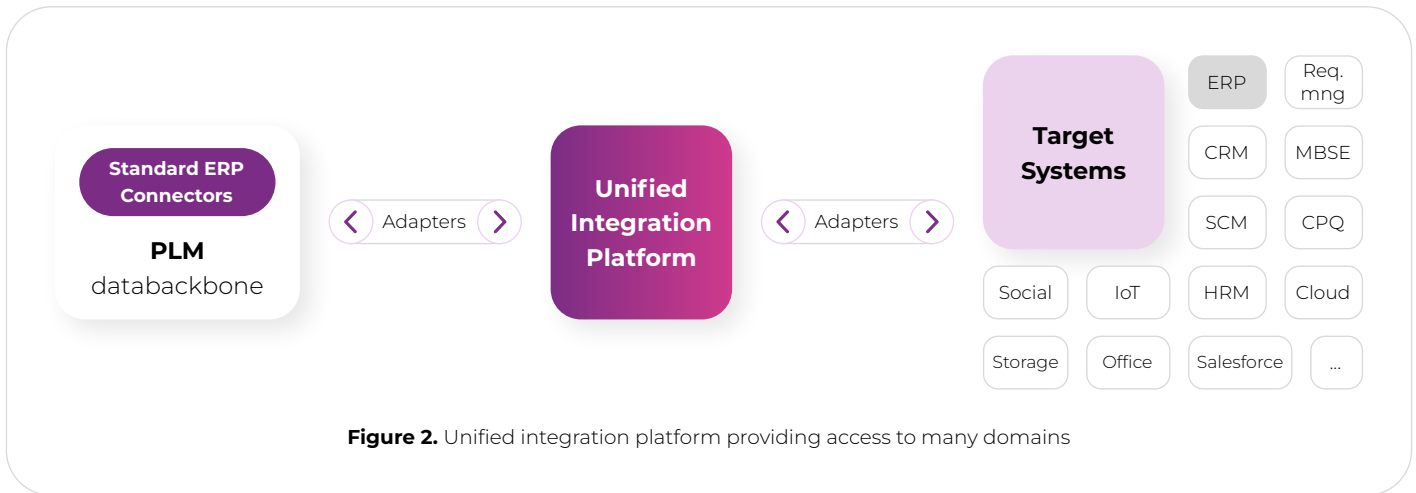 Standard ERP
Connectors
PLM
databackbone
Adapters
Unified
Integration
Platform
Adapters
Target
Systems
ERP
Req.
mng
CRM
MBSE
SCM
CPQ
Social
IoT
HRM
Cloud
Storage
Office
Salesforce
...
Figure 2. Unified integration platform providing access to many domains